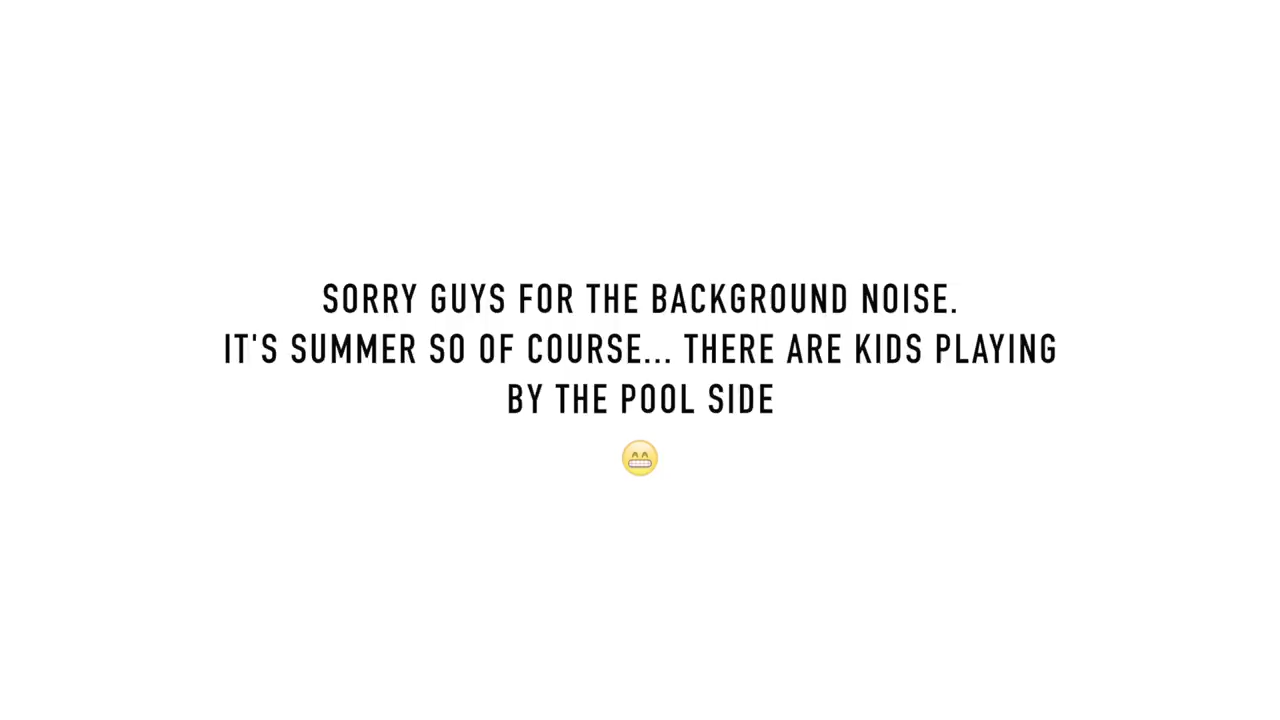 SORRY GUYS FOR THE BACKGROUND NOISE.
IT'S SUMMER SO OF COURSE... THERE ARE KIDS PLAYING
BY THE POOL SIDE
😁